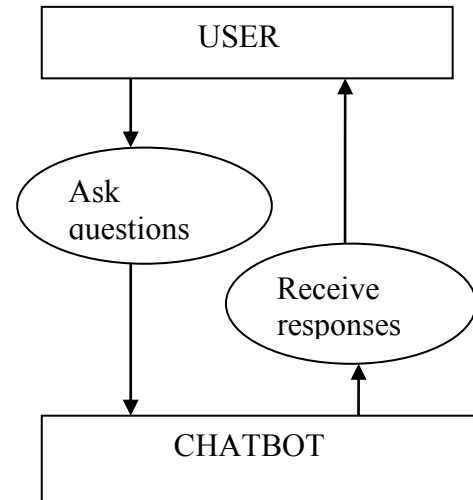 USER
Ask
questions
Receive
responses
CHATBOT